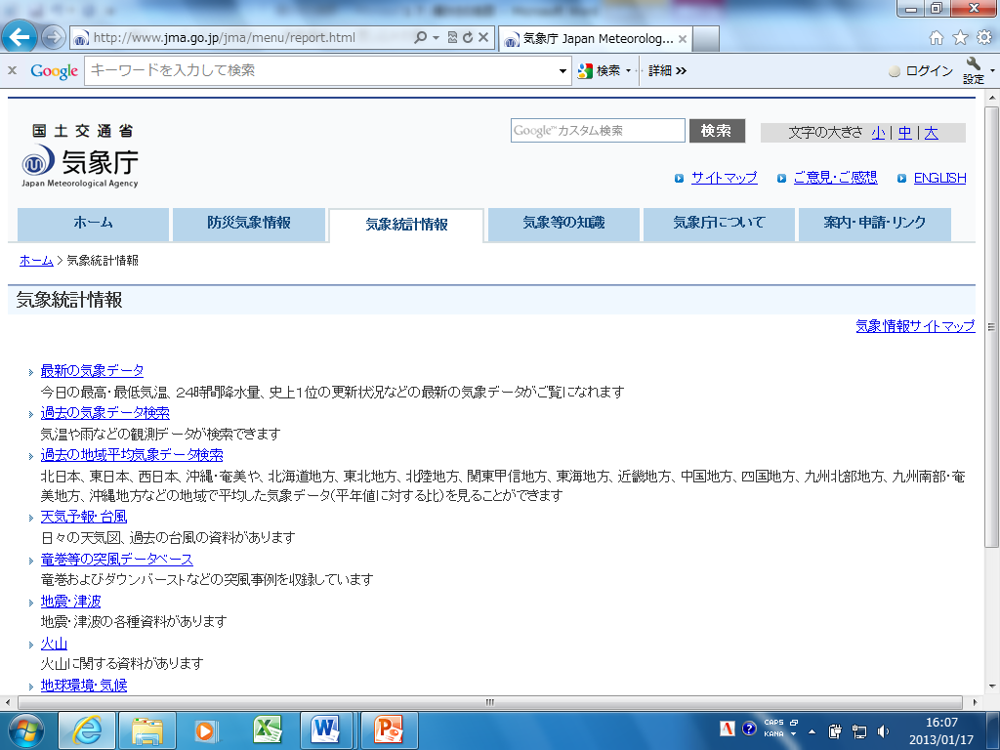 http://www.jma.go.jp/jma/menu/report.html
気象庁 Japan Meteorolog...
Google
キーワードを入力して検索
検索
詳細 »
ログイン
設定
国土交通省
気象庁
Japan Meteorological Agency
Google™カスタム検索
検索
文字の大きさ 小 | 中 | 大
サイトマップ
ご意見・ご感想
ENGLISH
ホーム
防災気象情報
気象統計情報
気象等の知識
気象庁について
案内・申請・リンク
ホーム > 気象統計情報
気象統計情報
気象情報サイトマップ
最新の気象データ
今日の最高・最低気温、24時間降水量、史上1位の更新状況などの最新の気象データがご覧になれます
過去の気象データ検索
気温や雨などの観測データが検索できます
過去の地域平均気象データ検索
北日本、東日本、西日本、沖縄・奄美や、北海道地方、東北地方、北陸地方、関東甲信地方、東海地方、近畿地方、中国地方、四国地方、九州北部地方、九州南部・奄
美地方、沖縄地方などの地域で平均した気象データ(平年値に対する比)を見ることができます
天気予報・台風
日々の天気図、過去の台風の資料があります
竜巻等の突風データベース
竜巻およびダウンバーストなどの突風事例を収録しています
地震・津波
地震・津波の各種資料があります
火山
火山に関する資料があります
地球環境・気候
A
CAPS
KANA
16:07
2013/01/17